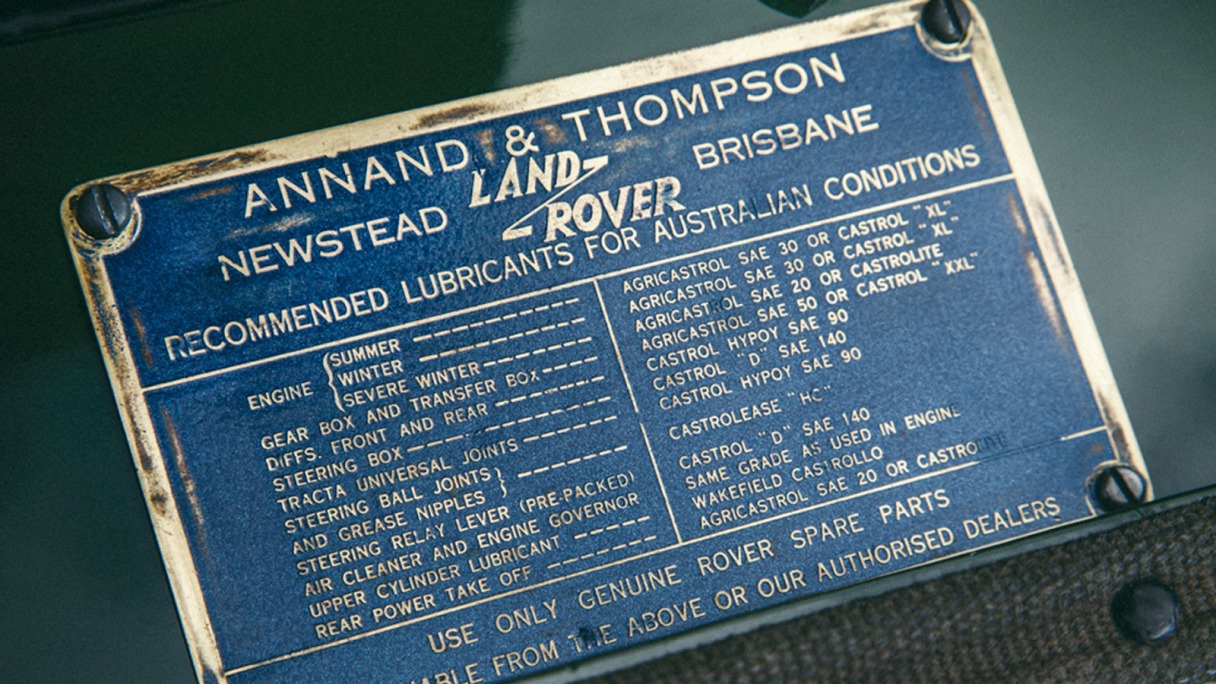 ANNAND & THOMPSON
NEWSTEAD LAND-ROVER BRISBANE
RECOMMENDED LUBRICANTS FOR AUSTRALIAN CONDITIONS
ENGINE SUMMER AGRICASTROL SAE 30 OR CASTROL "XL"
WINTER AGRICASTROL SAE 30 OR CASTROL "XL"
SEVERE WINTER AGRICASTROL SAE 20 OR CASTROLITE
GEAR BOX AND TRANSFER BOX AGRICASTROL SAE 50 OR CASTROL "XXL"
DIFFS. FRONT AND REAR CASTROL HYPOY SAE 90
STEERING BOX CASTROL "D" SAE 140
TRACTA UNIVERSAL JOINTS CASTROL HYPOY SAE 90
STEERING BALL JOINTS
AND GREASE NIPPLES CASTROLEASE "HC"
STEERING RELAY LEVER (PRE-PACKED) CASTROL "D" SAE 140
AIR CLEANER AND ENGINE GOVERNOR SAME GRADE AS USED IN ENGINE
UPPER CYLINDER LUBRICANT WAKEFIELD CASTROLLO
REAR POWER TAKE OFF AGRICASTROL SAE 20 OR CASTROLITE
USE ONLY GENUINE ROVER SPARE PARTS
FROM THE ABOVE OR OUR AUTHORISED DEALERS